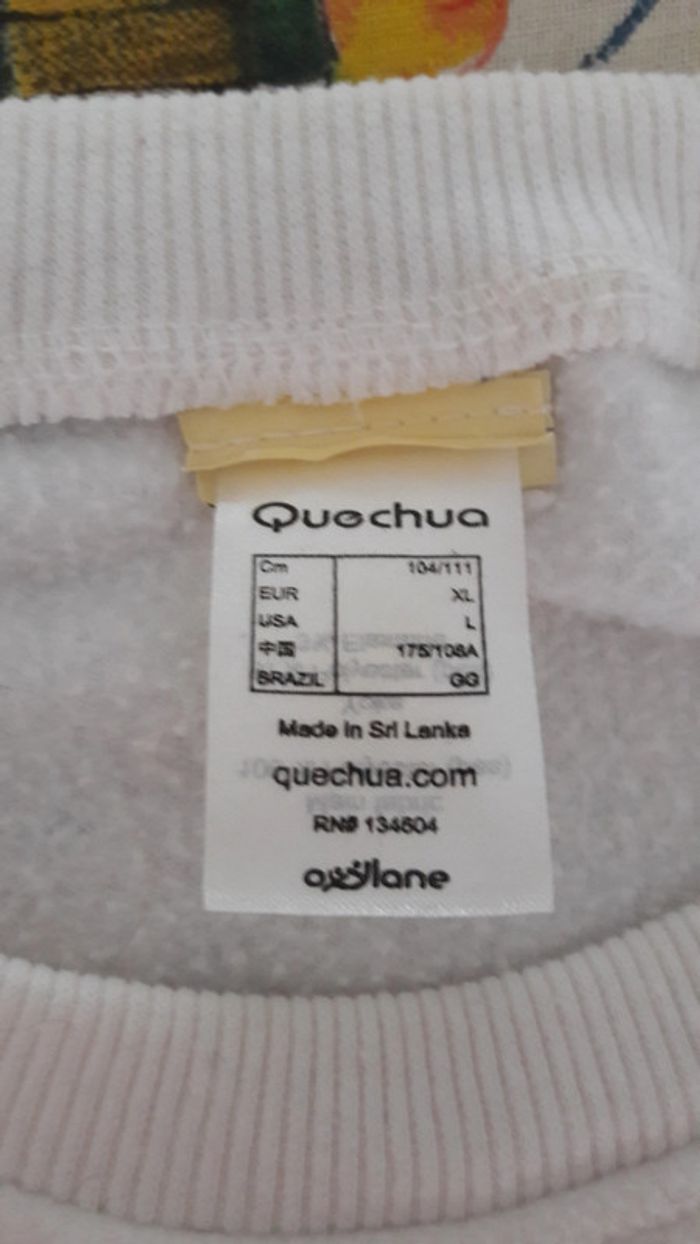 Quechua
Cm 104/111
EUR XL
USA L
中国 175/108A
BRAZIL GG
Made in Sri Lanka
quechua.com
RN# 134604
oxylane